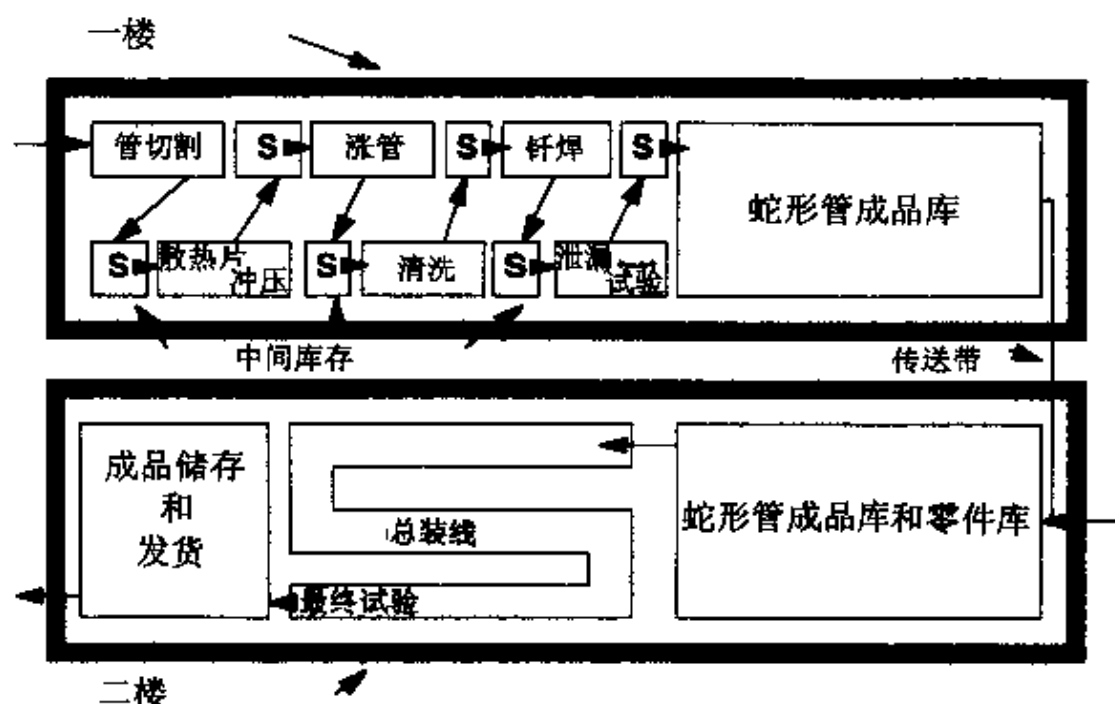 一楼
管切割 S 涨管 S 钎焊 S
蛇形管成品库
S 散热片冲压 S 清洗 S 泄漏试验
中间库存
传送带
成品储存
和
发货
总装线
蛇形管成品库和零件库
最终试验
二楼